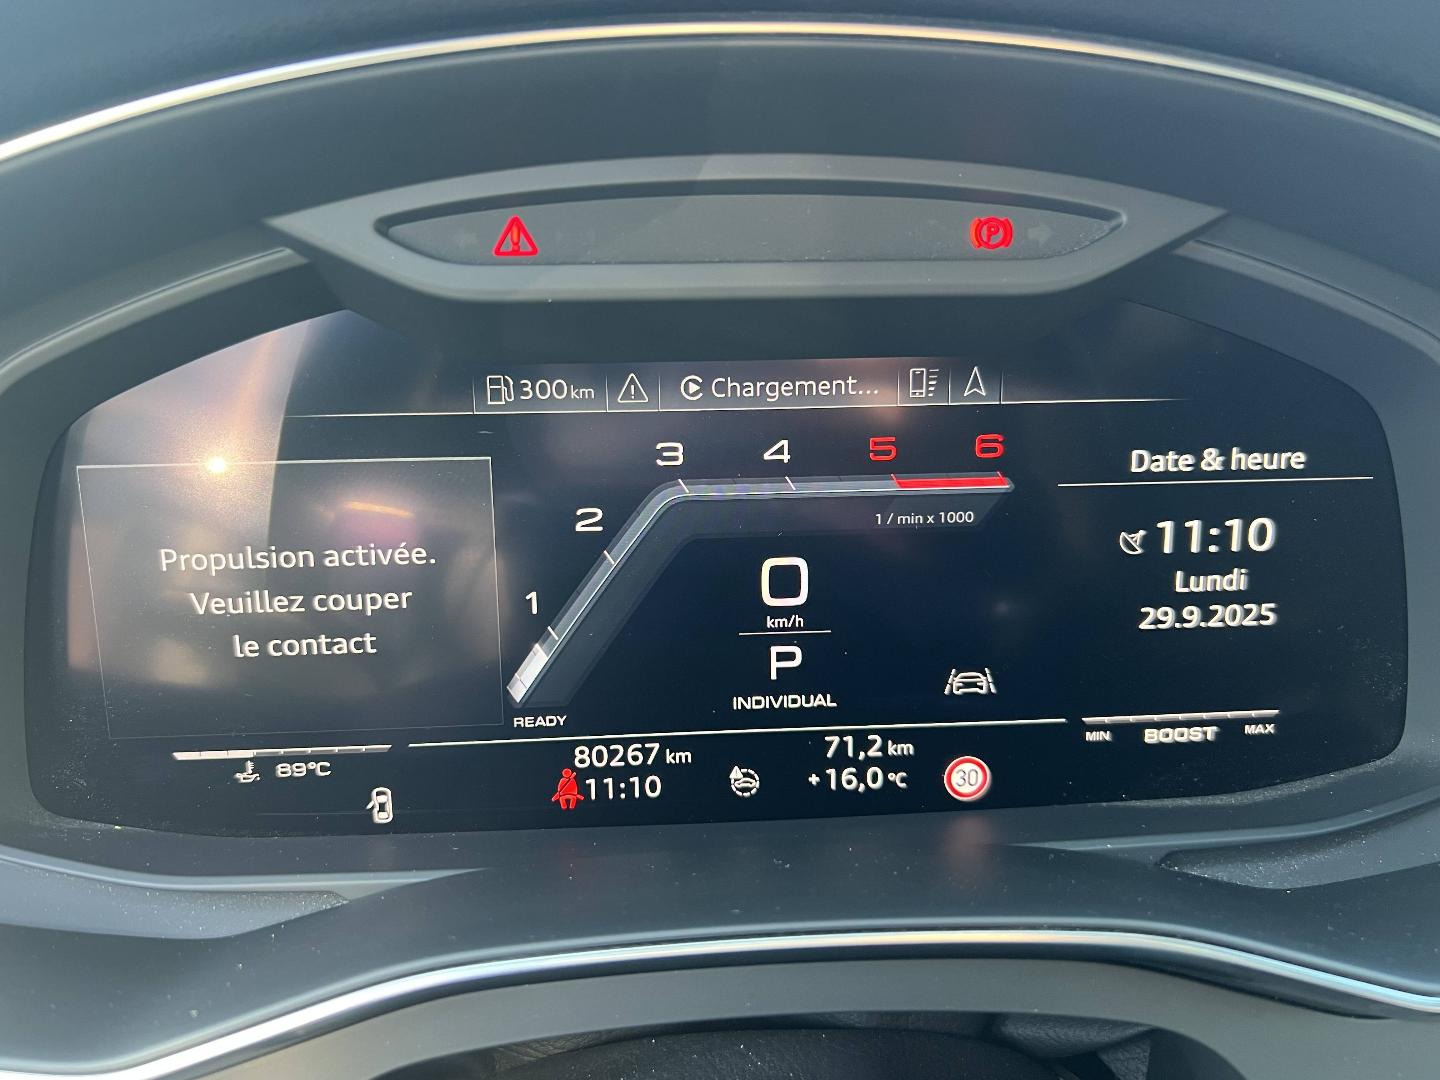 P
300 km
Chargement...
3 4 5 6
2
1
1 / min x 1000
READY
Propulsion activée.
Veuillez couper
le contact
0
km/h
P
INDIVIDUAL
Date & heure
11:10
Lundi
29.9.2025
MIN BOOST MAX
89°C
80267 km
11:10
71,2 km
+16,0 °C
30